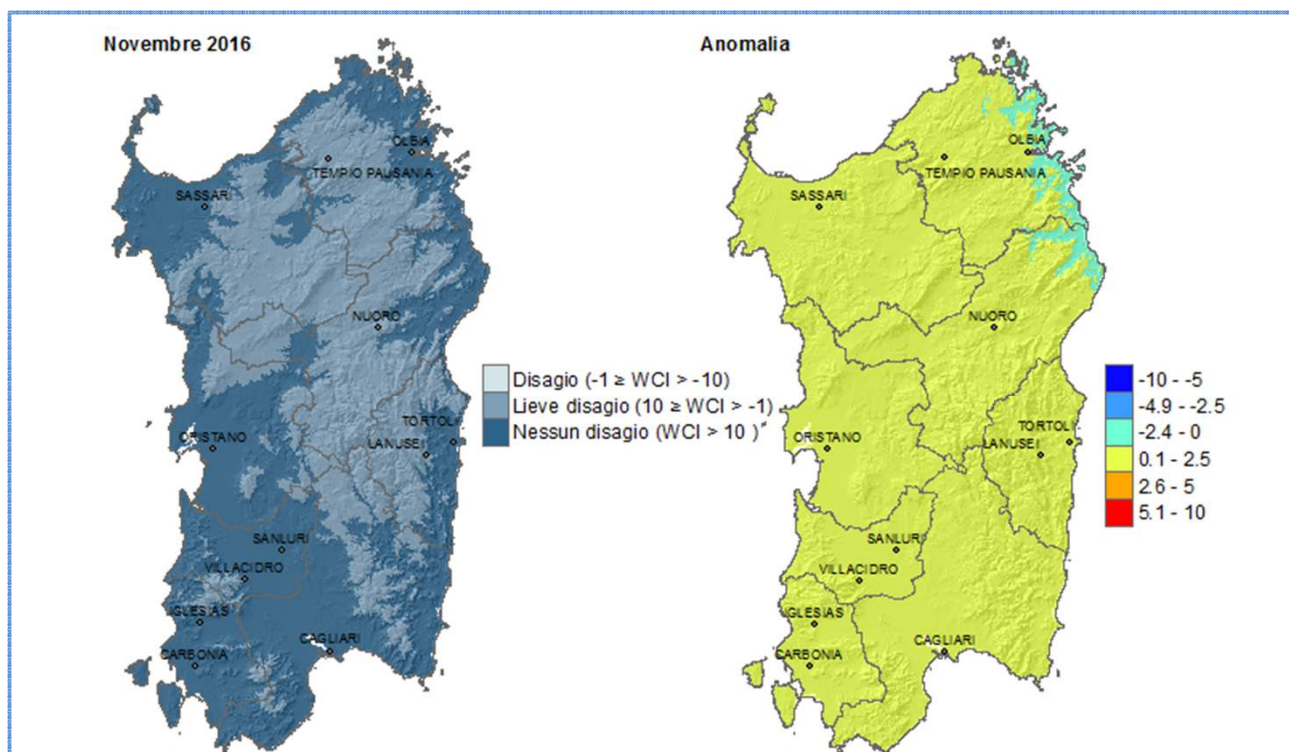 Novembre 2016
OLBIA
TEMPIO PAUSANIA
SASSARI
NUORO
TORTOLI
ORISTANO
LANUSEI
SANLURI
VILLACIDRO
IGLESIAS
CAGLIARI
CARBONIA
Disagio (-1 ≥ WCI > -10)
Lieve disagio (10 ≥ WCI > -1)
Nessun disagio (WCI > 10 )*
Anomalia
OLBIA
TEMPIO PAUSANIA
SASSARI
NUORO
TORTOLI
ORISTANO
LANUSEI
SANLURI
VILLACIDRO
IGLESIAS
CAGLIARI
CARBONIA
-10 - -5
-4.9 - -2.5
-2.4 - 0
0.1 - 2.5
2.6 - 5
5.1 - 10